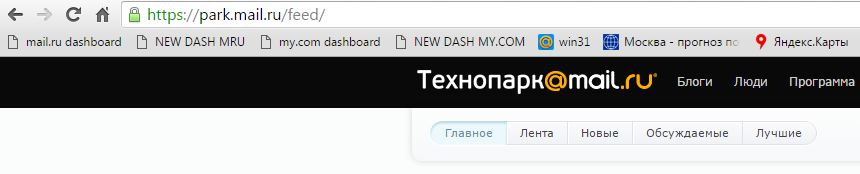 https://park.mail.ru/feed/
mail.ru dashboard NEW DASH MRU my.com dashboard NEW DASH MY.COM win31 Москва - прогноз по Яндекс.Карты
Технопарк@mail.ru Блоги Люди Программа
Главное Лента Новые Обсуждаемые Лучшие